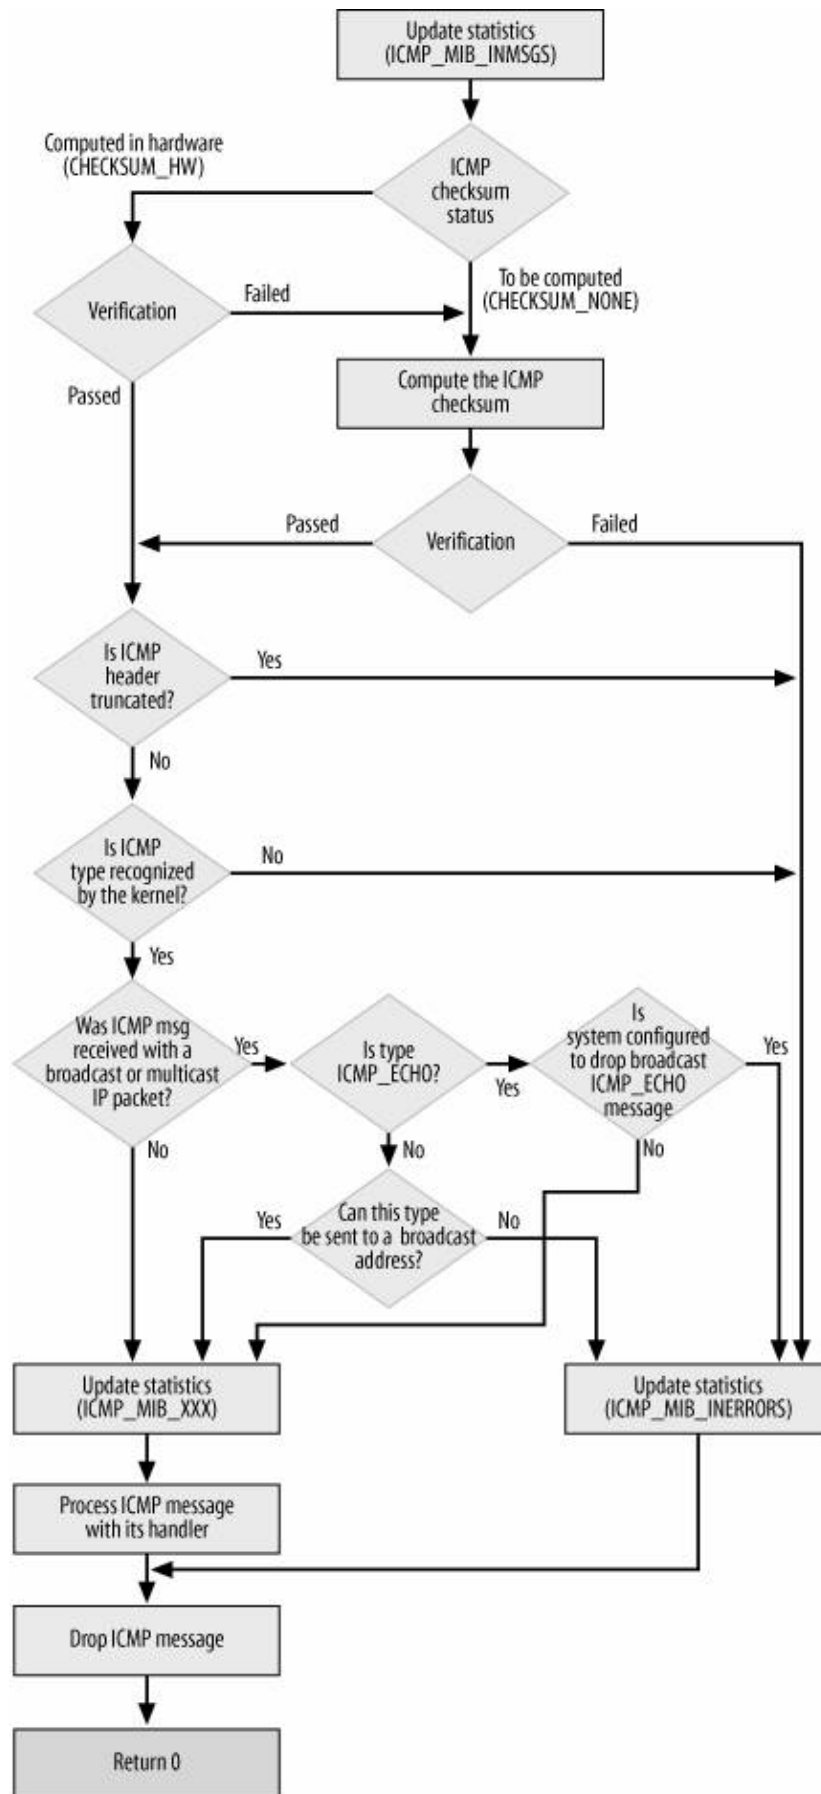 Update statistics
(ICMP_MIB_INMSGS)
Computed in hardware
(CHECKSUM_HW)
ICMP
checksum
status
To be computed
(CHECKSUM_NONE)
Verification
Failed
Passed
Compute the ICMP
checksum
Passed
Verification
Failed
Is ICMP
header
truncated?
Yes
No
Is ICMP
type recognized
by the kernel?
No
Yes
Was ICMP msg
received with a
broadcast or multicast
IP packet?
Yes
No
Is type
ICMP_ECHO?
Yes
No
Is
system configured
to drop broadcast
ICMP_ECHO
message
Yes
No
Can this type
be sent to a broadcast
address?
Yes
No
Update statistics
(ICMP_MIB_XXX)
Update statistics
(ICMP_MIB_INERRORS)
Process ICMP message
with its handler
Drop ICMP message
Return 0